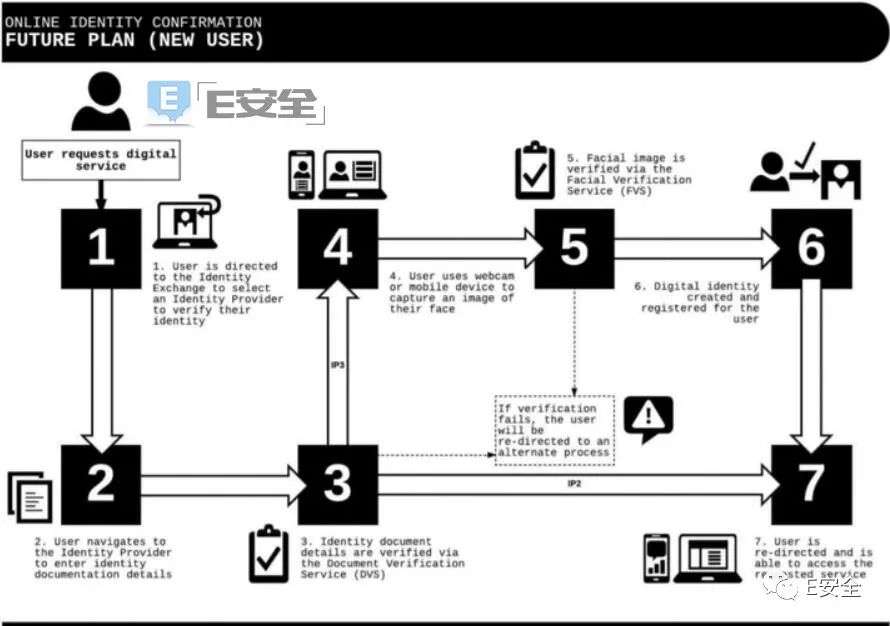 ONLINE IDENTITY CONFIRMATION
FUTURE PLAN (NEW USER)
E E安全
User requests digital
service
1
1. User is directed
to the Identity
Exchange to select
an Identity Provider
to verify their
identity
2
2. User navigates to
the Identity Provider
to enter identity
documentation details
3
3. Identity document
details are verified via
the Document Verification
Service (DVS)
IP3
4
4. User uses webcam
or mobile device to
capture an image of
their face
5
5. Facial image is
verified via the
Facial Verification
Service (FVS)
If verification
fails, the user
will be
re-directed to an
alternate process
IP2
6
6. Digital identity
created and
registered for the
user
7
7. User is
re-directed and is
able to access the
service
E安全